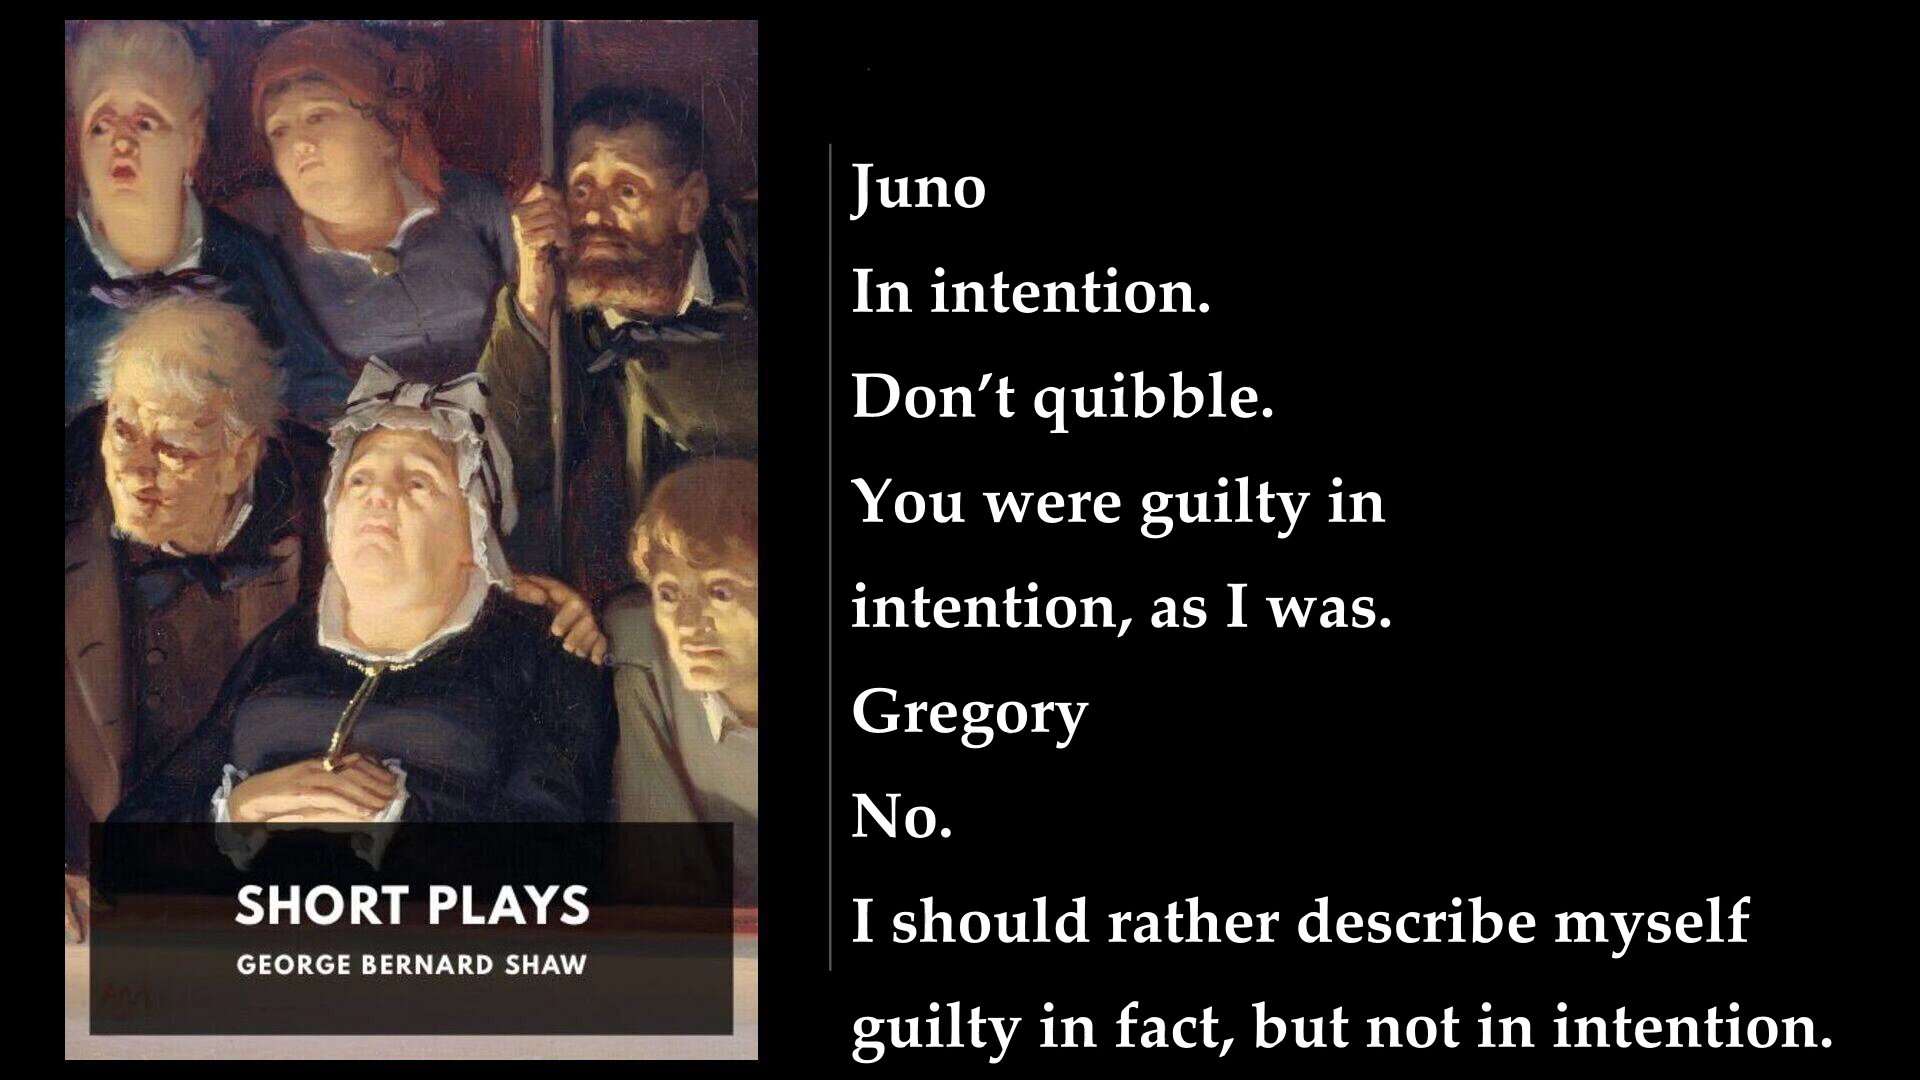 SHORT PLAYS
GEORGE BERNARD SHAW
Juno
In intention.
Don’t quibble.
You were guilty in
intention, as I was.
Gregory
No.
I should rather describe myself
guilty in fact, but not in intention.